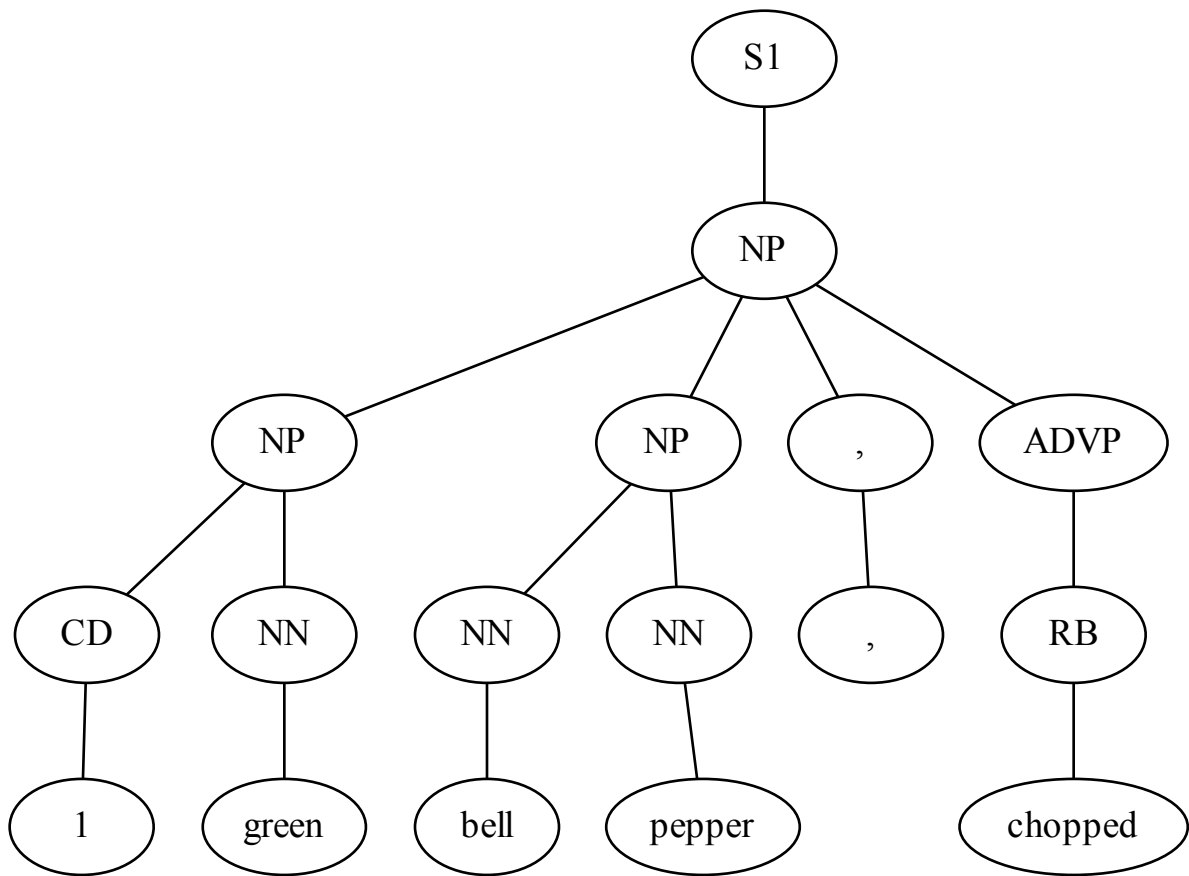 S1
NP
NP NP , ADVP
CD NN NN NN , RB
1 green bell pepper chopped